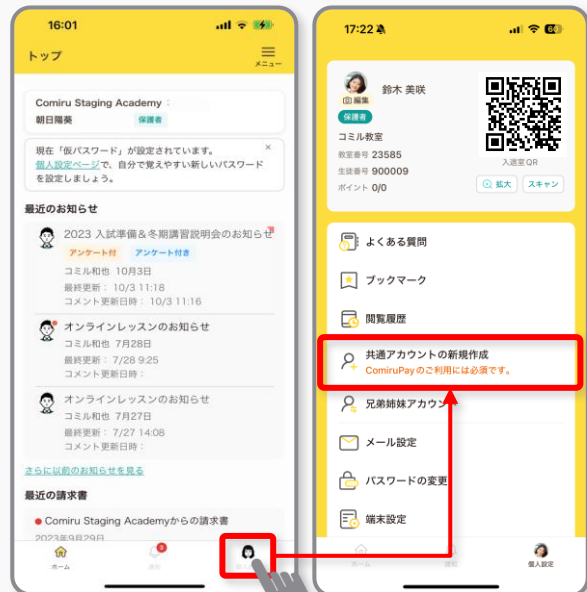 16:01
トップ
メニュー
Comiru Staging Academy :
朝日陽葵 保護者
現在「仮パスワード」が設定されています。 ×
個人設定ページで、自分で覚えやすい新しいパスワード
を設定しましょう。
最近のお知らせ
2023 入試準備&冬期講習説明会のお知らせ
アンケート付 アンケート付き
コミル和也 10月3日
最終更新： 10/3 11:18
コメント更新日時： 10/3 11:16
オンラインレッスンのお知らせ
コミル和也 7月28日
最終更新： 7/28 9:25
コメント更新日時：
オンラインレッスンのお知らせ
コミル和也 7月27日
最終更新： 7/27 14:08
コメント更新日時：
さらに以前のお知らせを見る
最近の請求書
Comiru Staging Academyからの請求書
2023年9月29日
ホーム
通知
17:22
60
編集
鈴木 美咲
保護者
コミル教室
教室番号 23585
生徒番号 900009
ポイント 0/0
入退室QR
拡大 スキャン
よくある質問
ブックマーク
閲覧履歴
共通アカウントの新規作成
ComiruPayのご利用には必須です。
兄弟姉妹アカウン
メール設定
パスワードの変更
端末設定
ホーム
通知
個人設定